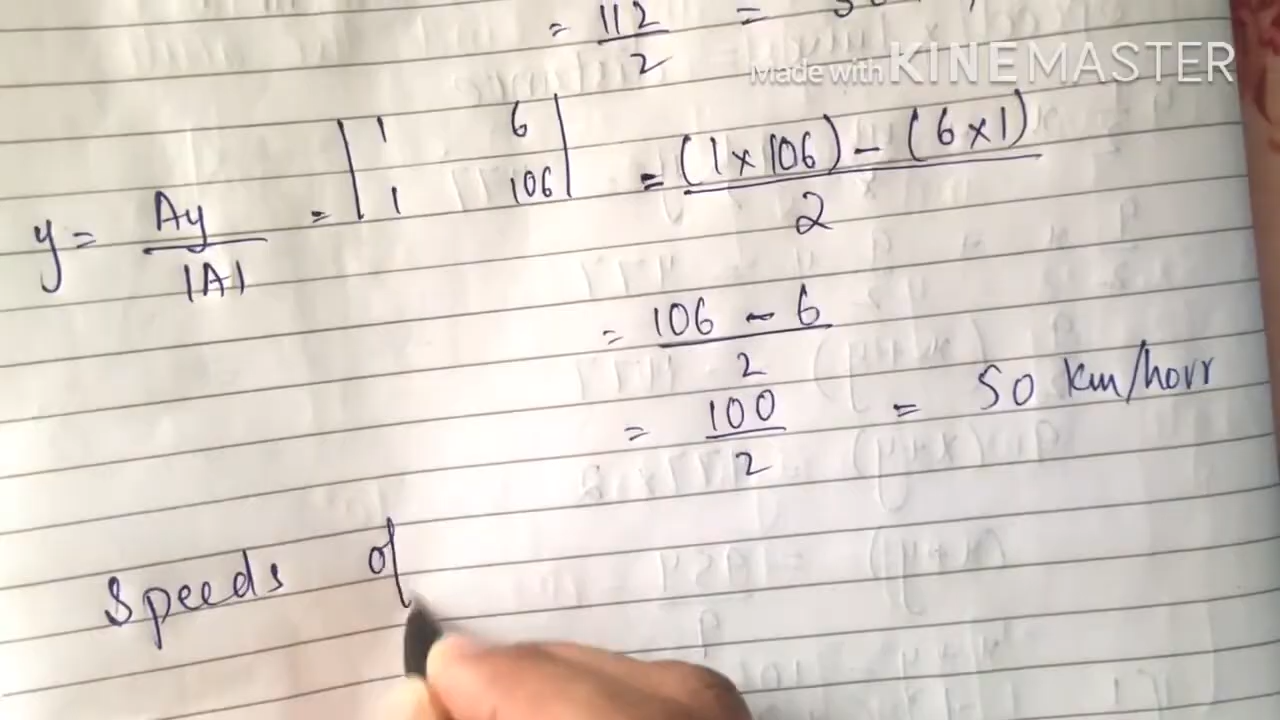 = 112/2 =
Made with KINEMASTER
y = Ay/|A| = |1 6| = (1×106) - (6×1)/2
|1 106|
= 106 - 6/2
= 100/2 = 50 km/hour
Speeds of